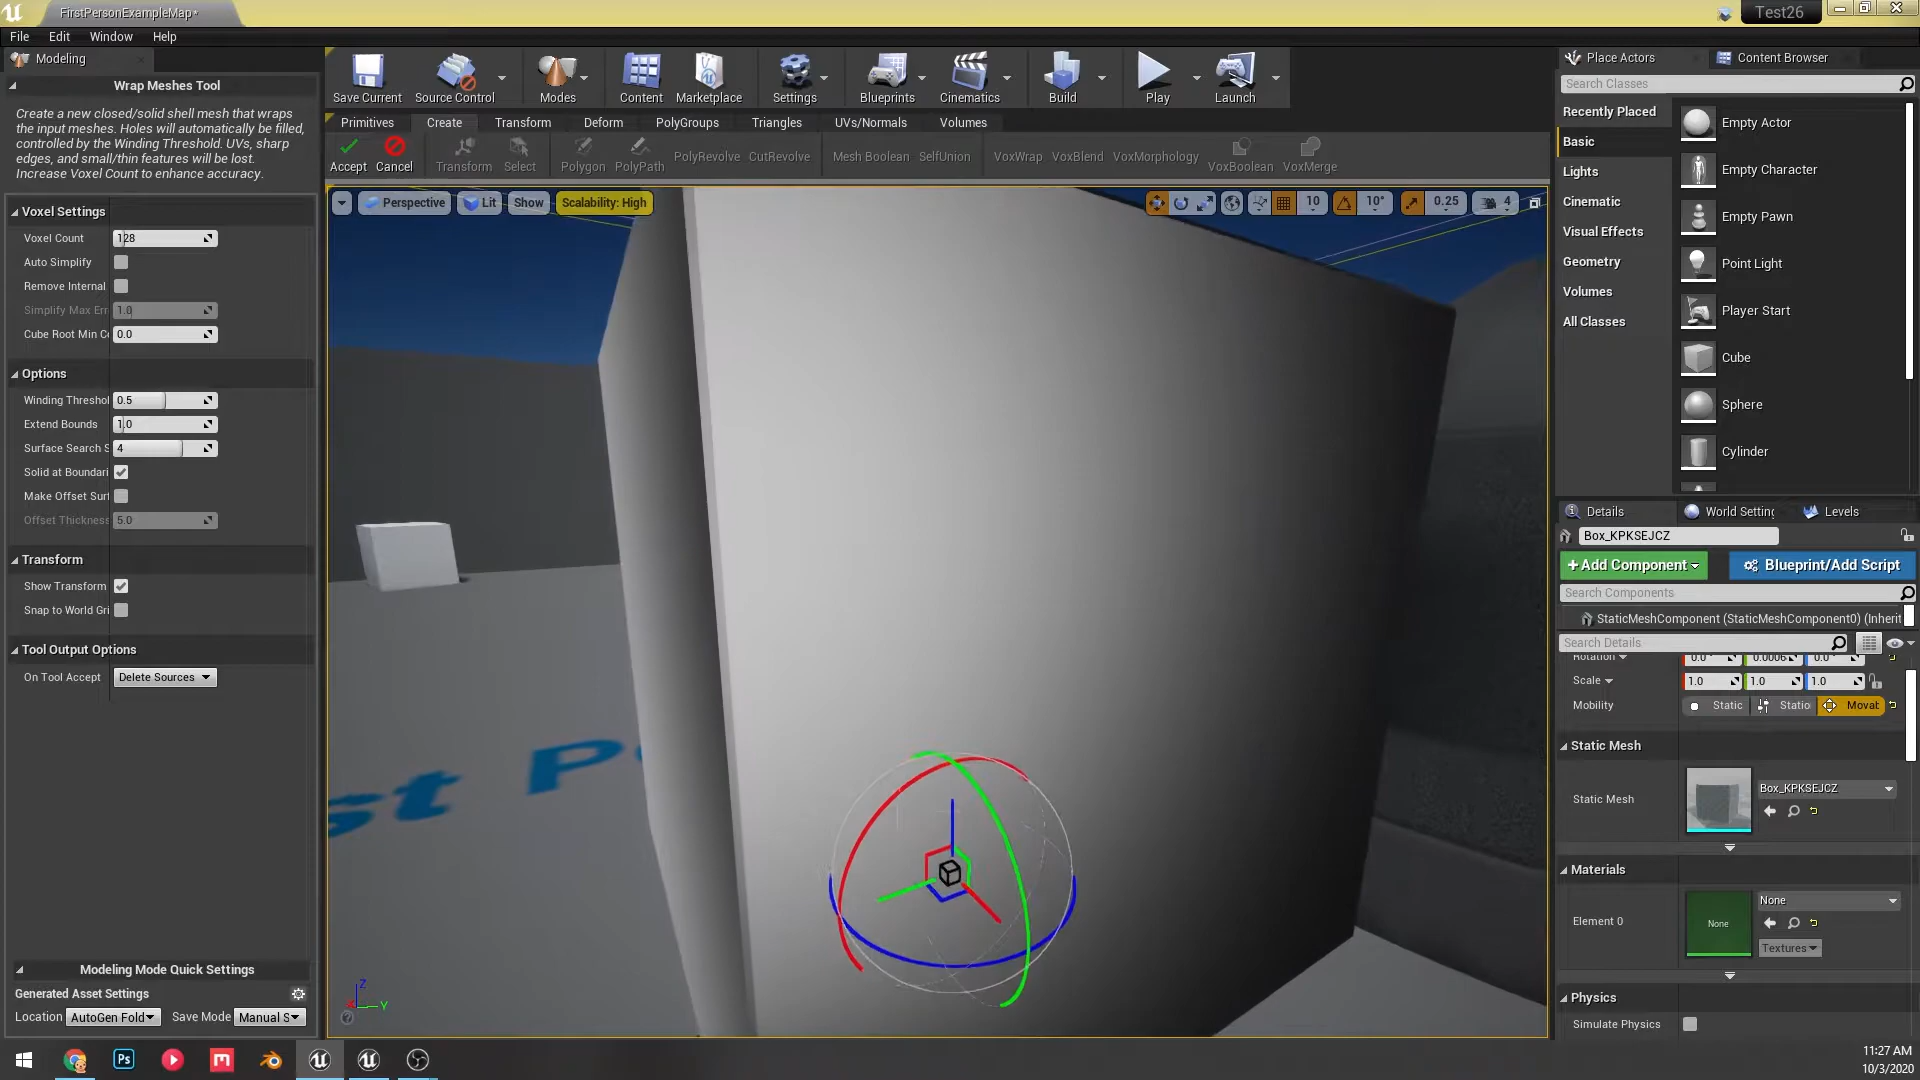 FirstPersonExampleMap*
Test26
File Edit Window Help
Modeling
Wrap Meshes Tool
Create a new closed/solid shell mesh that wraps
the input meshes. Holes will automatically be filled,
controlled by the Winding Threshold. UVs, sharp
edges, and small/thin features will be lost.
Increase Voxel Count to enhance accuracy.
Voxel Settings
Voxel Count 128
Auto Simplify
Remove Internal
Simplify Max Err 1.0
Cube Root Min C 0.0
Options
Winding Threshol 0.5
Extend Bounds 1.0
Surface Search S 4
Solid at Boundari
Make Offset Surf
Offset Thickness 5.0
Transform
Show Transform
Snap to World Gri
Tool Output Options
On Tool Accept Delete Sources
Modeling Mode Quick Settings
Generated Asset Settings
Location AutoGen Fold Save Mode Manual S
Save Current Source Control Modes Content Marketplace Settings Blueprints Cinematics Build Play Launch
Primitives Create Transform Deform PolyGroups Triangles UVs/Normals Volumes
Accept Cancel Transform Select Polygon PolyPath PolyRevolve CutRevolve Mesh Boolean SelfUnion VoxWrap VoxBlend VoxMorphology VoxBoolean VoxMerge
Perspective Lit Show Scalability: High 10 10° 0.25 4
st P
Z
X Y
Place Actors Content Browser
Search Classes
Recently Placed
Basic
Lights
Cinematic
Visual Effects
Geometry
Volumes
All Classes
Empty Actor
Empty Character
Empty Pawn
Point Light
Player Start
Cube
Sphere
Cylinder
Details World Setting Levels
Box_KPKSEJCZ
+Add Component Blueprint/Add Script
Search Components
StaticMeshComponent (StaticMeshComponent0) (Inherit
Search Details
Rotation 0.0° 0.0006 0.0°
Scale 1.0 1.0 1.0
Mobility Static Statio Movab
Static Mesh
Static Mesh Box_KPKSEJCZ
Materials
Element 0 None None
Textures
Physics
Simulate Physics
Ps
11:27 AM
10/3/2020